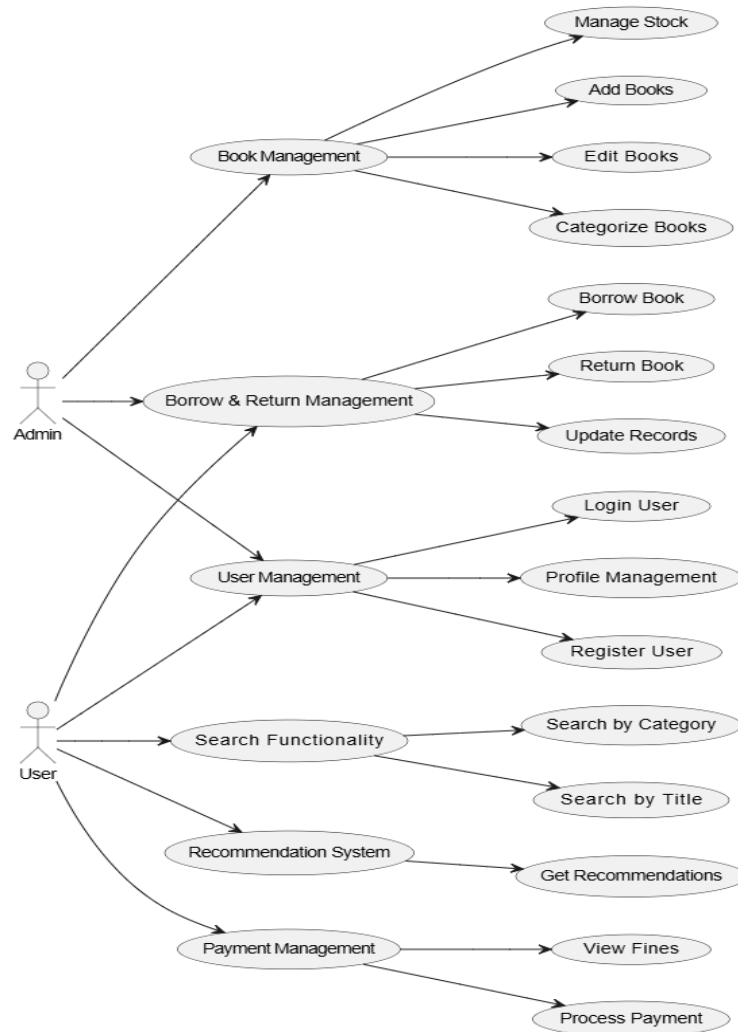 Manage Stock
Add Books
Book Management
Edit Books
Categorize Books
Borrow Book
Return Book
Admin
Borrow & Return Management
Update Records
Login User
User Management
Profile Management
Register User
User
Search Functionality
Search by Category
Search by Title
Recommendation System
Get Recommendations
Payment Management
View Fines
Process Payment